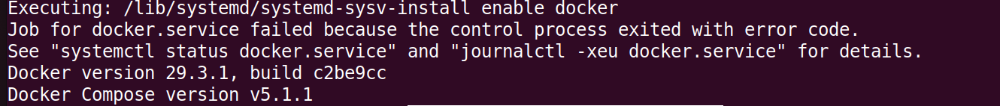 Executing: /lib/systemd/systemd-sysv-install enable docker
Job for docker.service failed because the control process exited with error code.
See "systemctl status docker.service" and "journalctl -xeu docker.service" for details.
Docker version 29.3.1, build c2be9cc
Docker Compose version v5.1.1